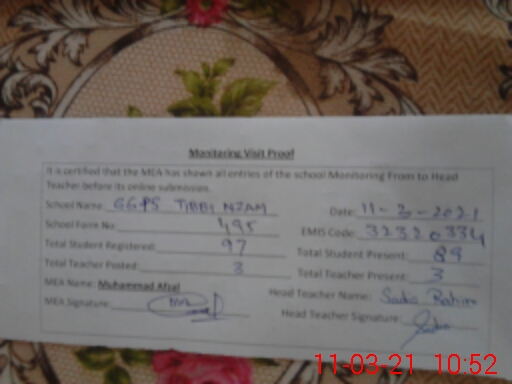 Monitoring Visit Proof
It is certified that the MEA has shewn all entries of the school Monitoring From to Head
Teacher before its online submission.
School Name: GGPS TIBBI NIZAM Date: 11-3-2021
School Form No: 495 EMIS Code: 32320334
Total Student Registered: 97 Total Student Present: 89
Total Teacher Posted: 3 Total Teacher Present: 3
MEA Name: Muhammad Afzal Head Teacher Name: Sadia Rahim
MEA Signature: Head Teacher Signature:
11-03-21 10:52